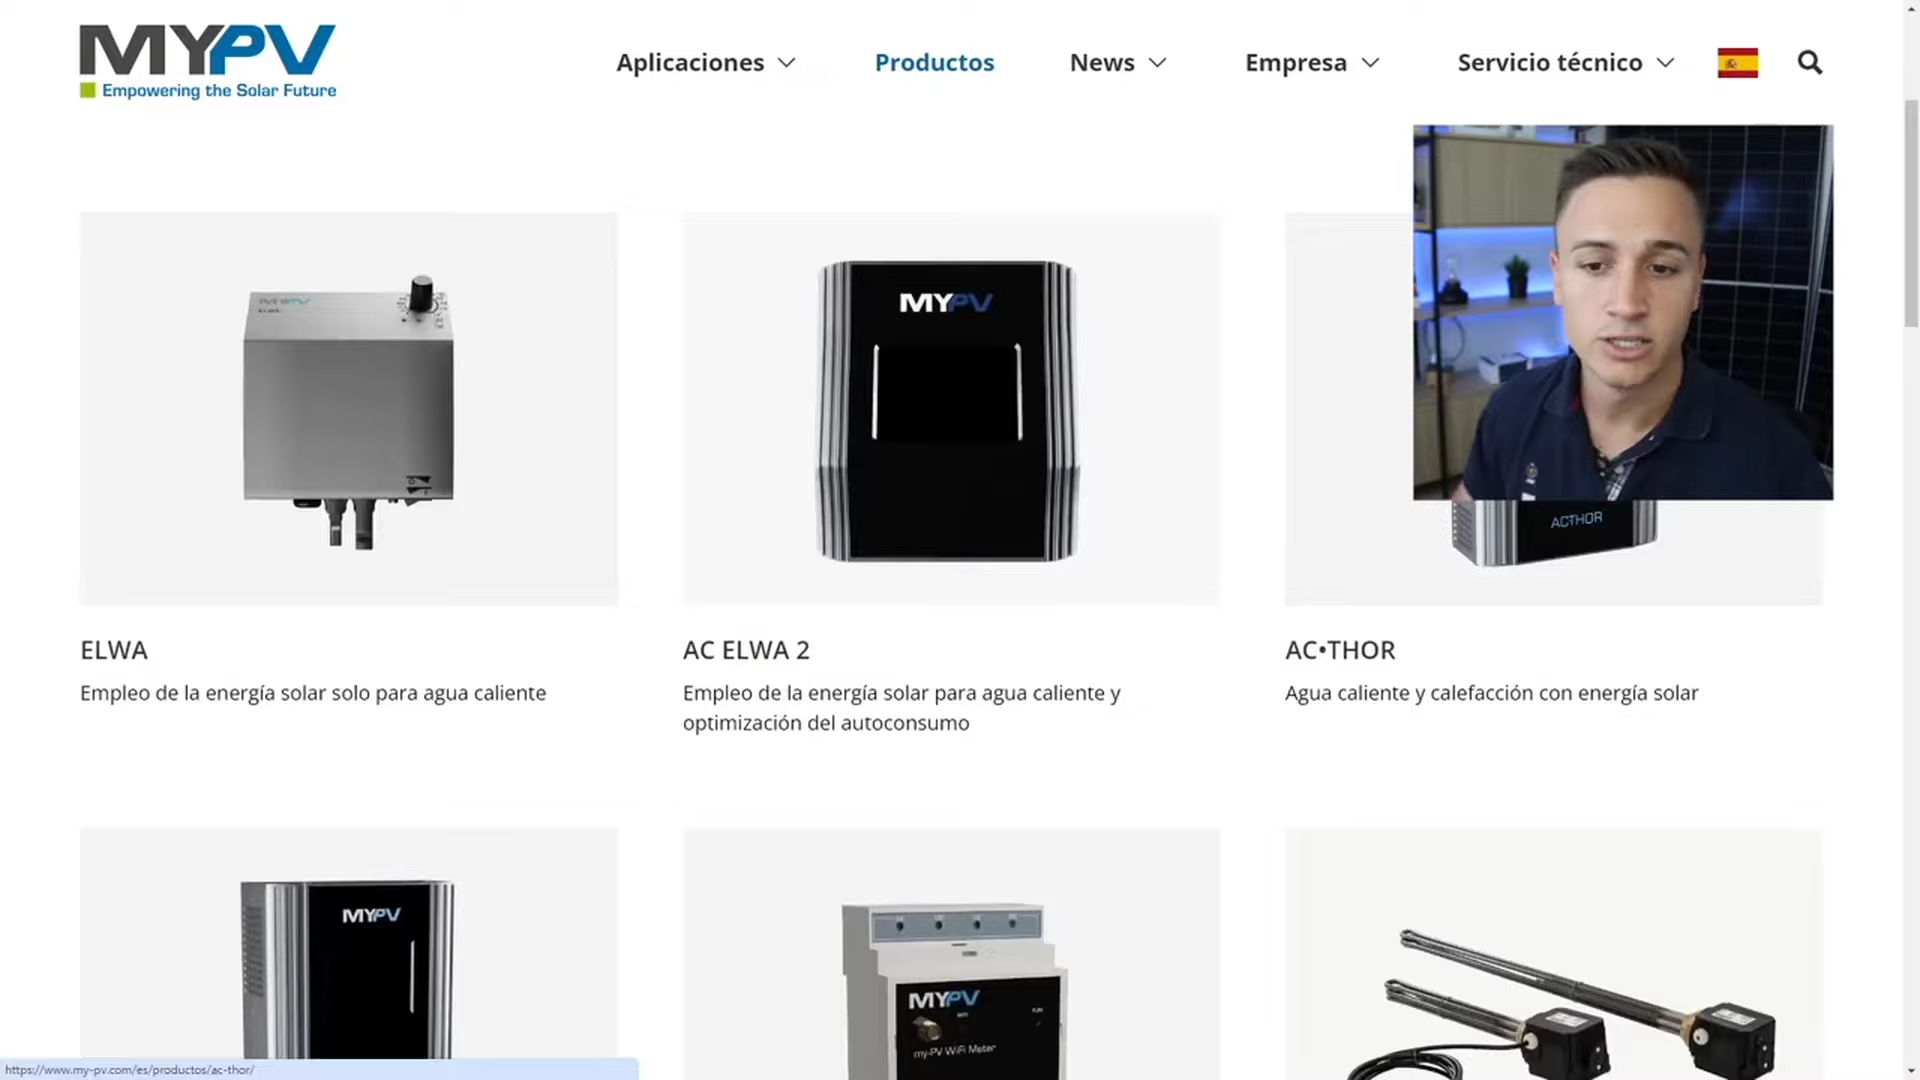 MYPV
Empowering the Solar Future
Aplicaciones
Productos
News
Empresa
Servicio técnico
MYPV
ACTHOR
ELWA
Empleo de la energía solar solo para agua caliente
AC ELWA 2
Empleo de la energía solar para agua caliente y
optimización del autoconsumo
AC•THOR
Agua caliente y calefacción con energía solar
MYPV
MYPV
my-PV WiFi Meter
https://www.my-pv.com/es/productos/ac-thor/